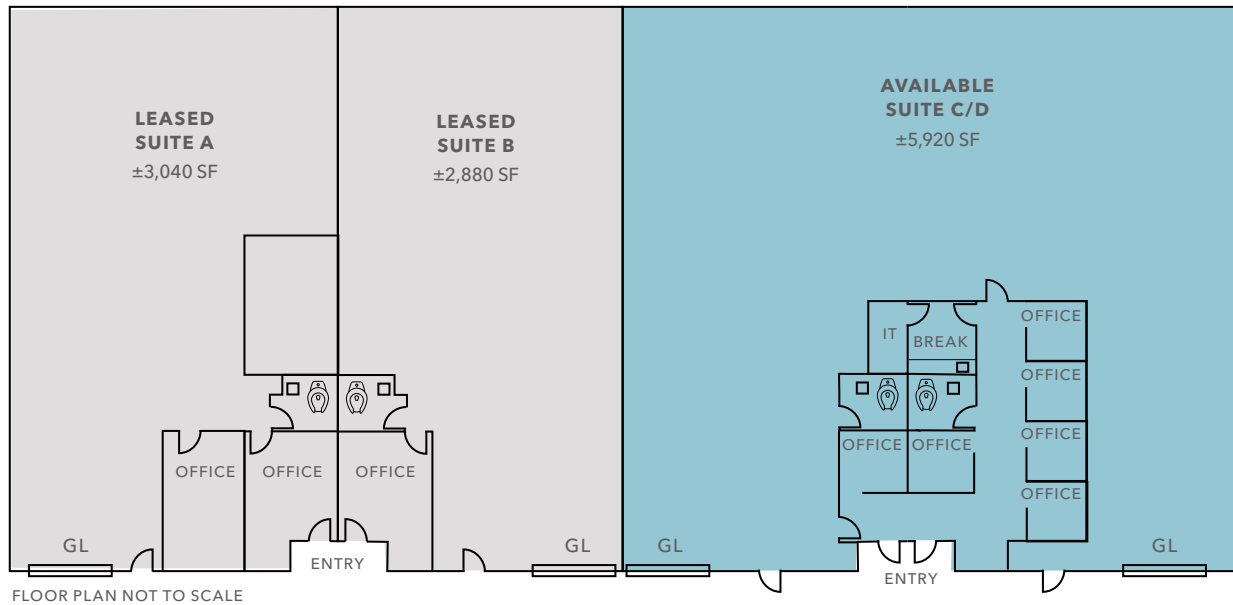 LEASED
SUITE A
±3,040 SF
LEASED
SUITE B
±2,880 SF
AVAILABLE
SUITE C/D
±5,920 SF
OFFICE
IT
BREAK
OFFICE
OFFICE
OFFICE
OFFICE
OFFICE
OFFICE
OFFICE
OFFICE
OFFICE
GL
ENTRY
GL
GL
ENTRY
GL
FLOOR PLAN NOT TO SCALE